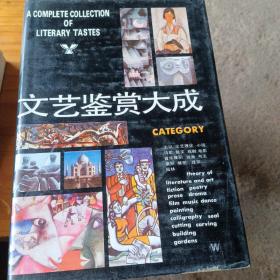 A COMPLETE COLLECTION
OF
LITERARY TASTES
文艺鉴赏大成
CATEGORY
theory of
literature and art
fiction poetry
prose drama
film music dance
painting
calligraphy seal
cutting carving
building
gardens
W